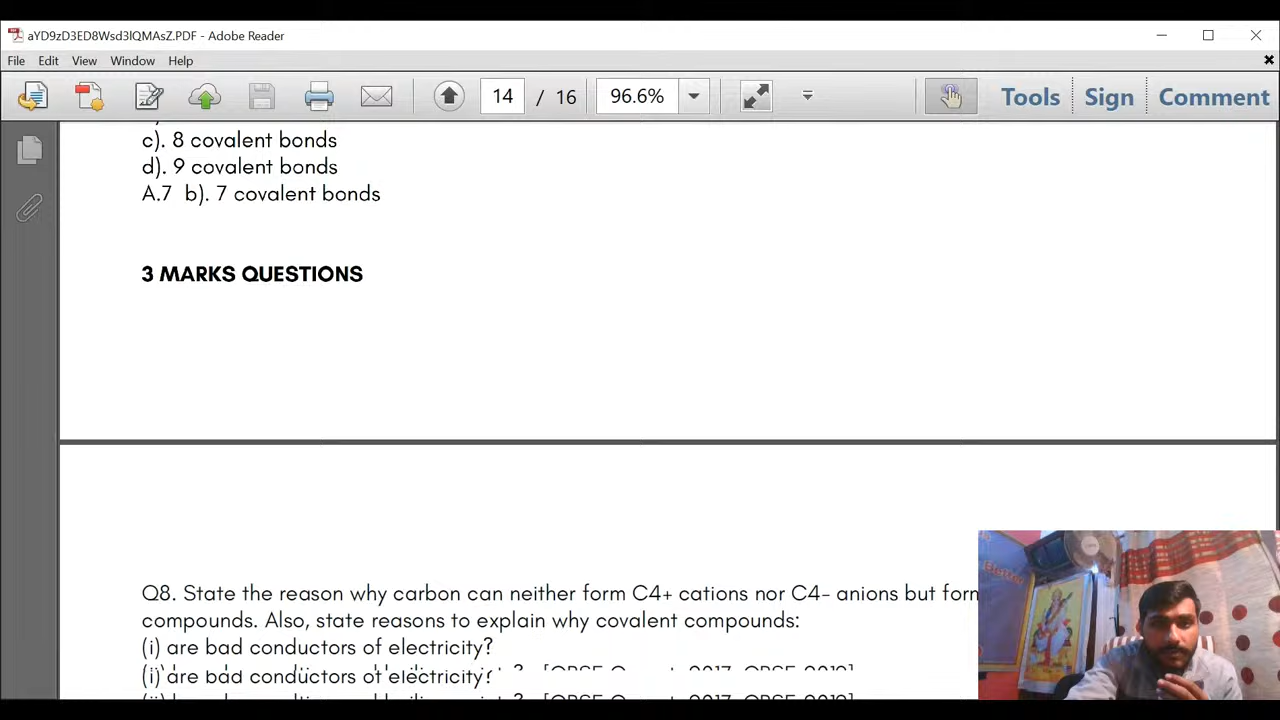 aYD9zD3ED8Wsd3lQMAsZ.PDF - Adobe Reader
File Edit View Window Help
14 / 16 96.6% Tools Sign Comment
c). 8 covalent bonds
d). 9 covalent bonds
A.7 b). 7 covalent bonds
3 MARKS QUESTIONS
Q8. State the reason why carbon can neither form C4+ cations nor C4- anions but form
compounds. Also, state reasons to explain why covalent compounds:
(i) are bad conductors of electricity?
(i) are bad conductors of electricity?